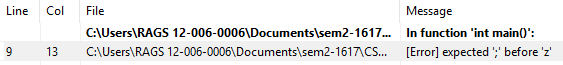 Line Col File Message
C:\Users\RAGS 12-006-0006\Documents\sem2-1617... In function 'int main()':
9 13 C:\Users\RAGS 12-006-0006\Documents\sem2-1617\CS... [Error] expected ';' before 'z'